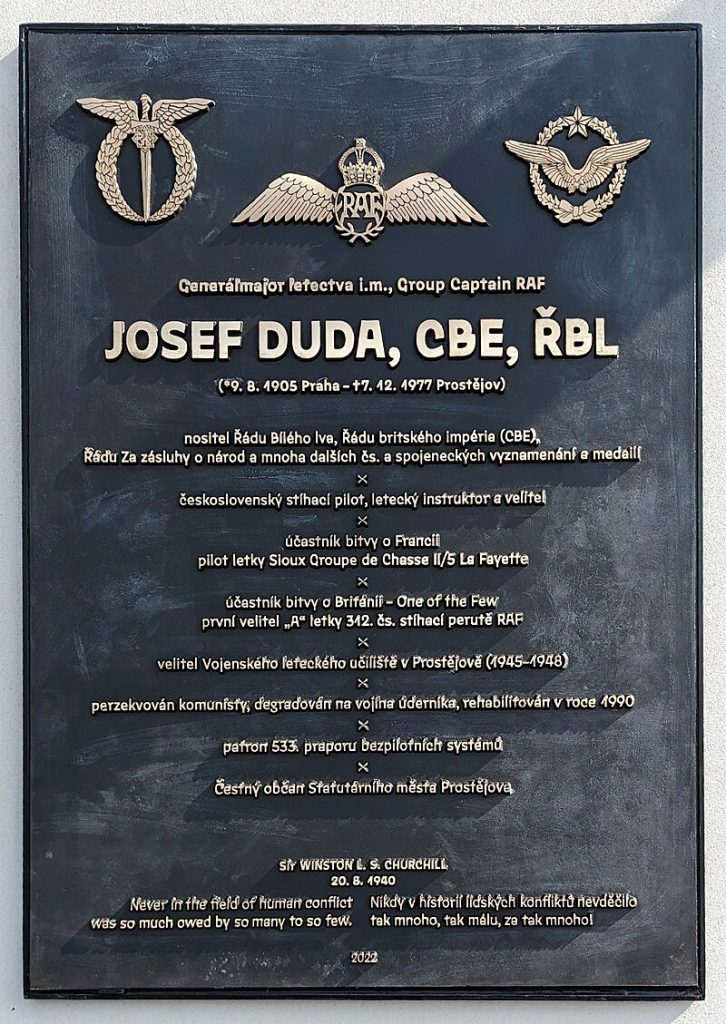 RAF
Generálmajor letectva i.m., Group Captain RAF
JOSEF DUDA, CBE, ŘBL
(*9. 8. 1905 Praha – †7. 12. 1977 Prostějov)
nositel Řádu Bílého lva, Řádu britského impéria (CBE),
Řádu Za zásluhy o národ a mnoha dalších čs. a spojeneckých vyznamenání a medailí
×
československý stíhací pilot, letecký instruktor a velitel
×
účastník bitvy o Francii
pilot letky Sioux Groupe de Chasse II/5 La Fayette
×
účastník bitvy o Británii – One of the Few
první velitel „A“ letky 312. čs. stíhací perutě RAF
×
velitel Vojenského leteckého učiliště v Prostějově (1945–1948)
×
perzekvován komunisty, degradován na vojína úderníka, rehabilitován v roce 1990
×
patron 533. praporu bezpilotních systémů
×
Čestný občan Statutárního města Prostějova
SIR WINSTON L. S. CHURCHILL
20. 8. 1940
Never in the field of human conflict
was so much owed by so many to so few.
Nikdy v historii lidských konfliktů nevděčilo
tak mnoho, tak málu, za tak mnoho!
2022